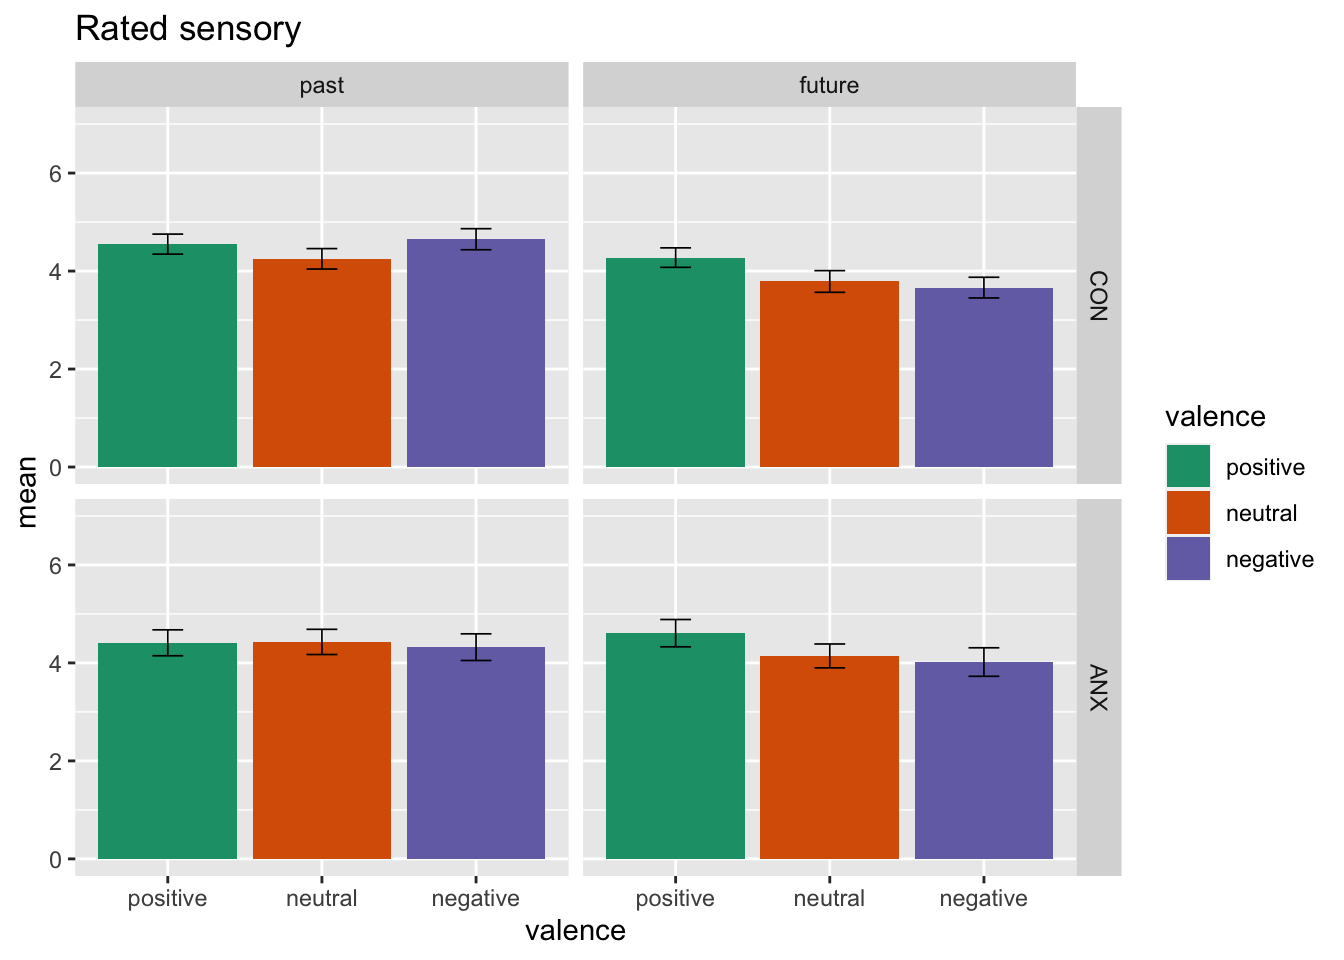 Rated sensory
past
future
6
4
2
0
CON
6
4
2
0
ANX
mean
positive
neutral
negative
positive
neutral
negative
valence
valence
positive
neutral
negative